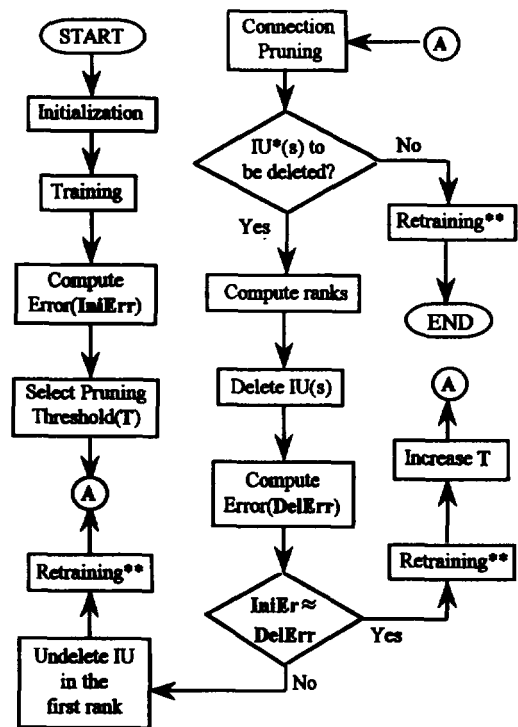 START
Initialization
Training
Compute
Error(IniErr)
Select Pruning
Threshold(T)
A
Retraining**
Undelete IU
in the
first rank
Connection
Pruning
A
IU*(s) to
be deleted?
No
Yes
Retraining**
END
Compute ranks
Delete IU(s)
Compute
Error(DelErr)
IniEr≈
DelErr
No
Yes
Retraining**
Increase T
A